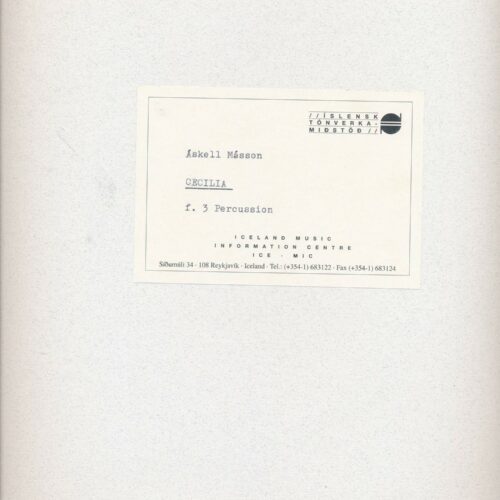 //ÍSLENSK
TÓNVERKA-
MIÐSTÖÐ//
Áskell Másson
CECILIA
f. 3 Percussion
ICELAND MUSIC
INFORMATION CENTRE
ICE - MIC
Síðumúli 34 · 108 Reykjavík · Iceland · Tel.: (+354-1) 683122 · Fax (+354-1) 683124